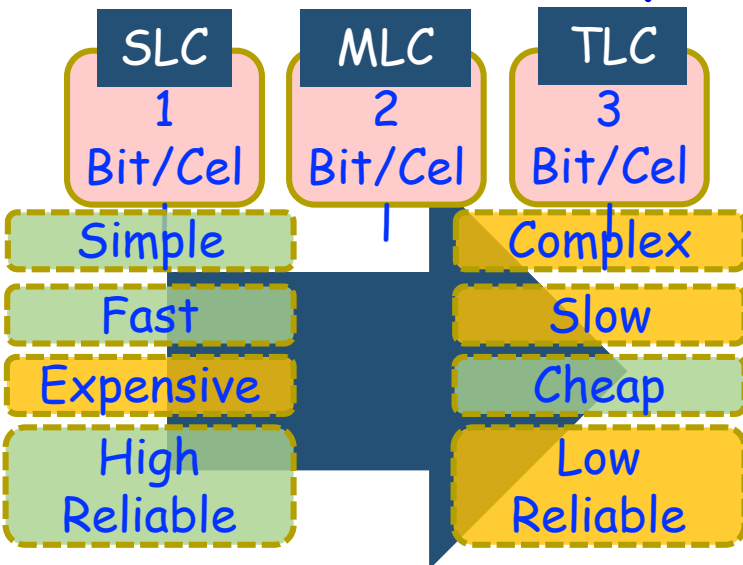 SLC
MLC
TLC
1
Bit/Cel
l
2
Bit/Cel
l
3
Bit/Cel
l
Simple
Complex
Fast
Slow
Expensive
Cheap
High
Reliable
Low
Reliable